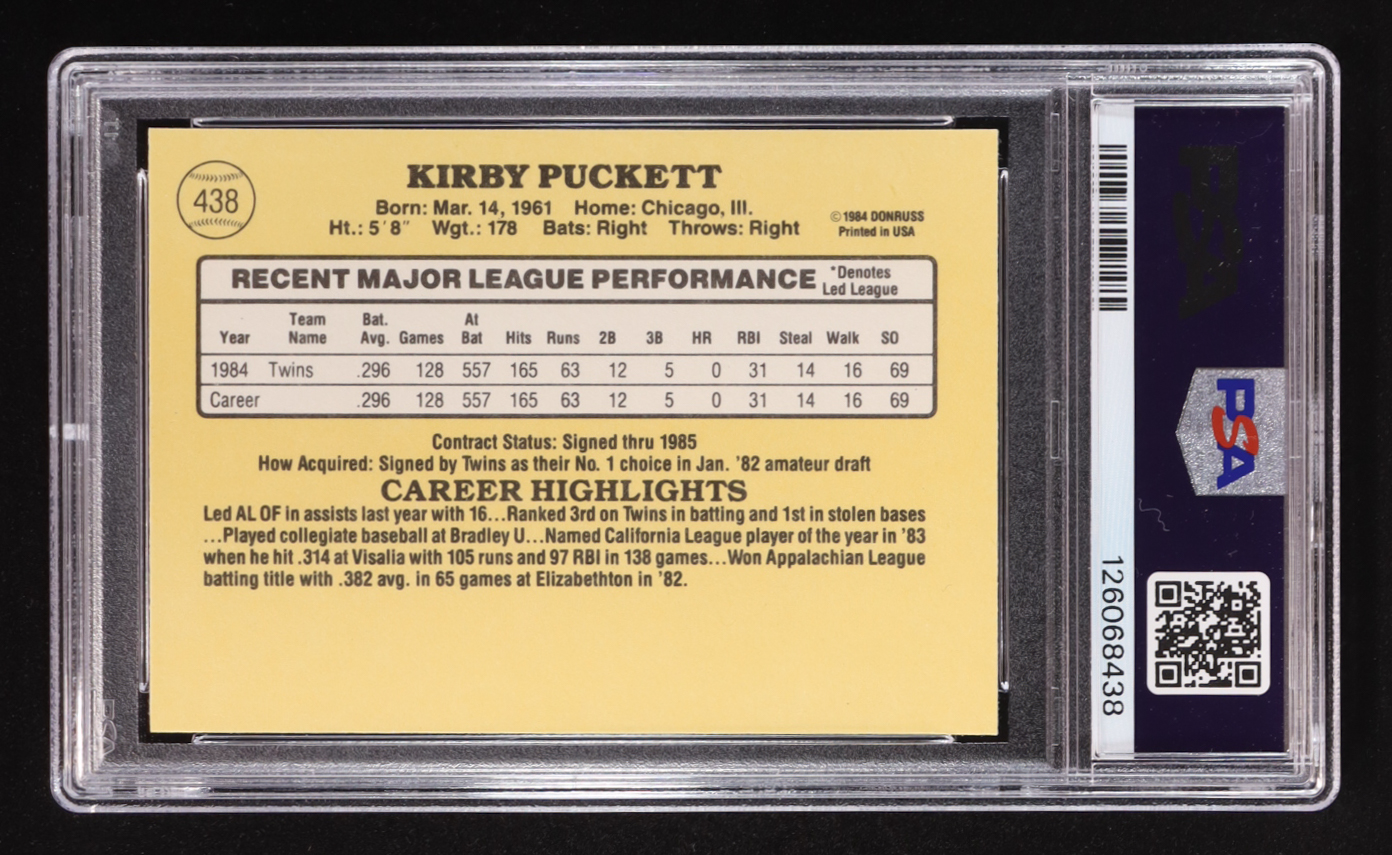 438
KIRBY PUCKETT
Born: Mar. 14, 1961 Home: Chicago, Ill.
Ht.: 5'8" Wgt.: 178 Bats: Right Throws: Right
©1984 DONRUSS
Printed in USA
RECENT MAJOR LEAGUE PERFORMANCE *Denotes Led League
Year Team Name Bat. Avg. Games At Bat Hits Runs 2B 3B HR RBI Steal Walk SO
1984 Twins .296 128 557 165 63 12 5 0 31 14 16 69
Career .296 128 557 165 63 12 5 0 31 14 16 69
Contract Status: Signed thru 1985
How Acquired: Signed by Twins as their No. 1 choice in Jan. '82 amateur draft
CAREER HIGHLIGHTS
Led AL OF in assists last year with 16...Ranked 3rd on Twins in batting and 1st in stolen bases
...Played collegiate baseball at Bradley U...Named California League player of the year in '83
when he hit .314 at Visalia with 105 runs and 97 RBI in 138 games...Won Appalachian League
batting title with .382 avg. in 65 games at Elizabethton in '82.
PSA
PSA
126068438